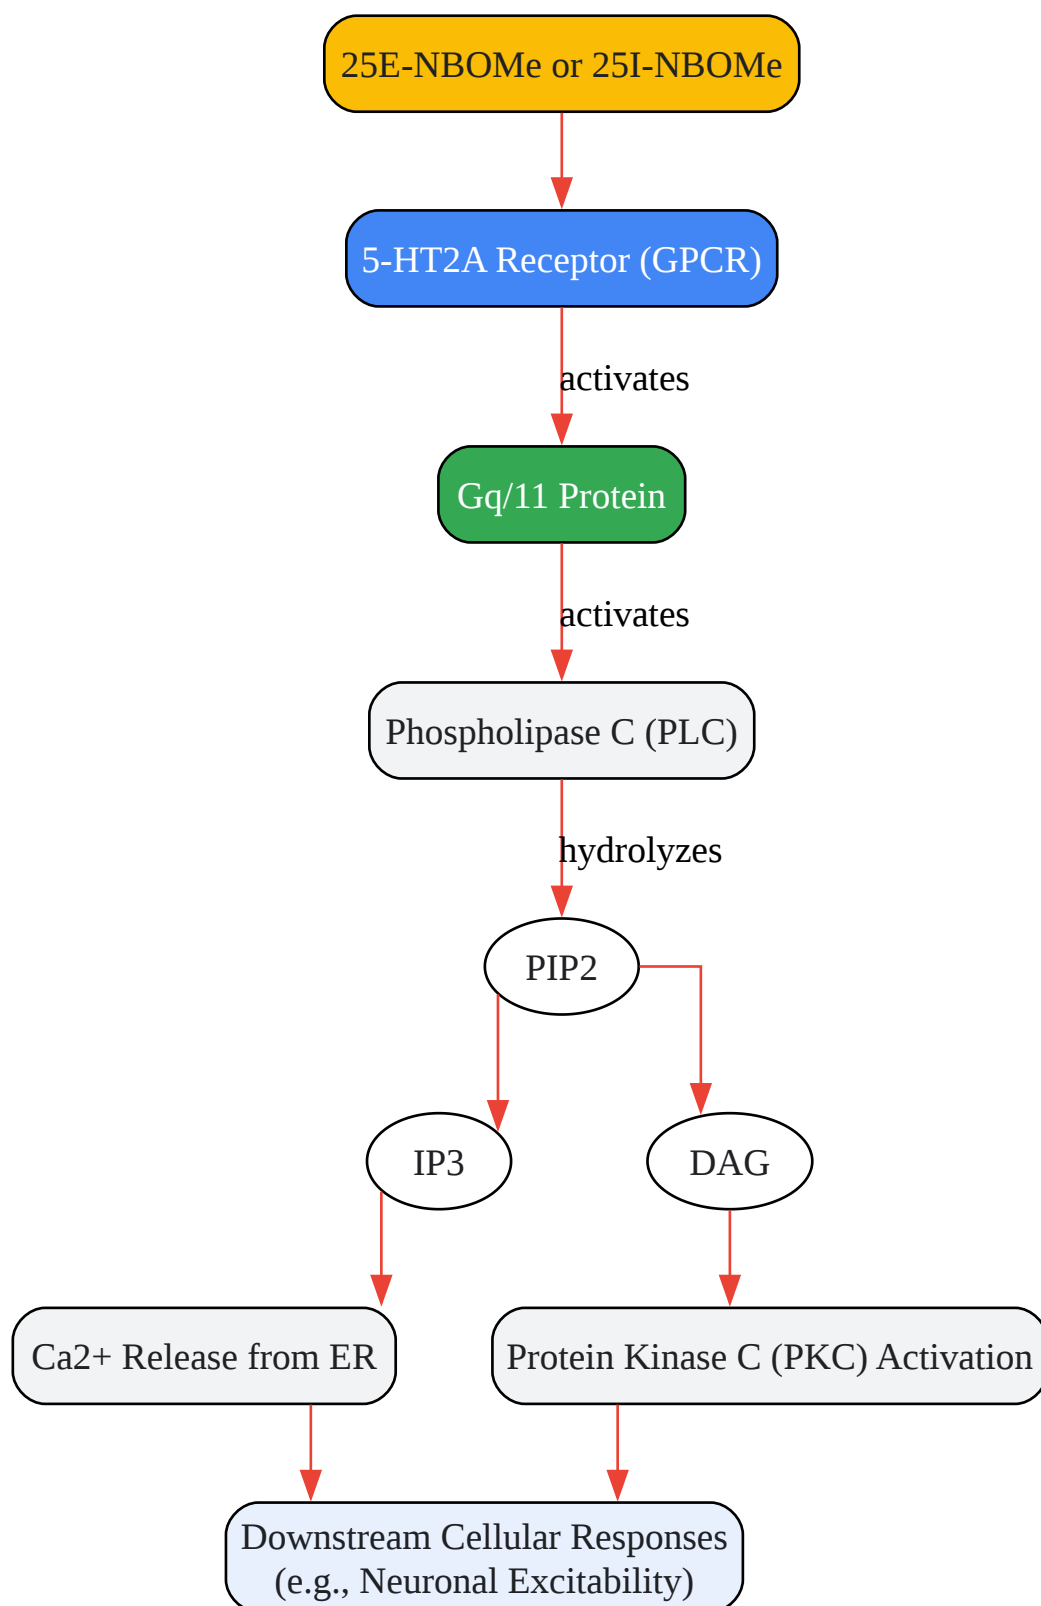 25E-NBOMe or 25I-NBOMe
5-HT2A Receptor (GPCR)
activates
Gq/11 Protein
activates
Phospholipase C (PLC)
hydrolyzes
PIP2
IP3
DAG
Ca2+ Release from ER
Protein Kinase C (PKC) Activation
Downstream Cellular Responses
(e.g., Neuronal Excitability)